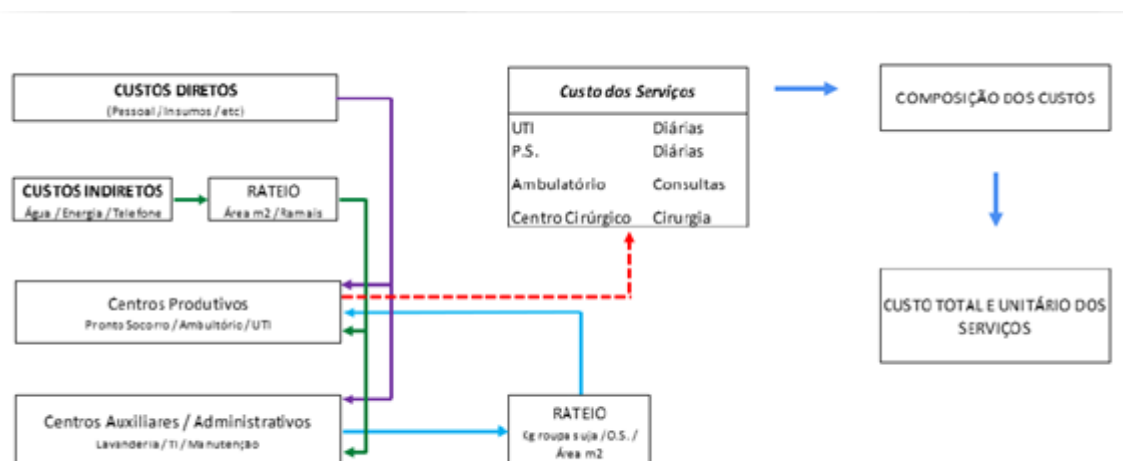 CUSTOS DIRETOS
(Pessoal / Insumos / etc)
CUSTOS INDIRETOS
Água / Energia / Telefone
RATEIO
Área m2 / Ramais
Centros Produtivos
Pronto Socorro / Ambultório / UTI
Centros Auxiliares / Administrativos
Lavanderia / TI / Manutenção
RATEIO
Kg roupa suja / O.S. /
Área m2
Custo dos Serviços
UTI Diárias
P.S. Diárias
Ambulatório Consultas
Centro Cirúrgico Cirurgia
COMPOSIÇÃO DOS CUSTOS
CUSTO TOTAL E UNITÁRIO DOS
SERVIÇOS